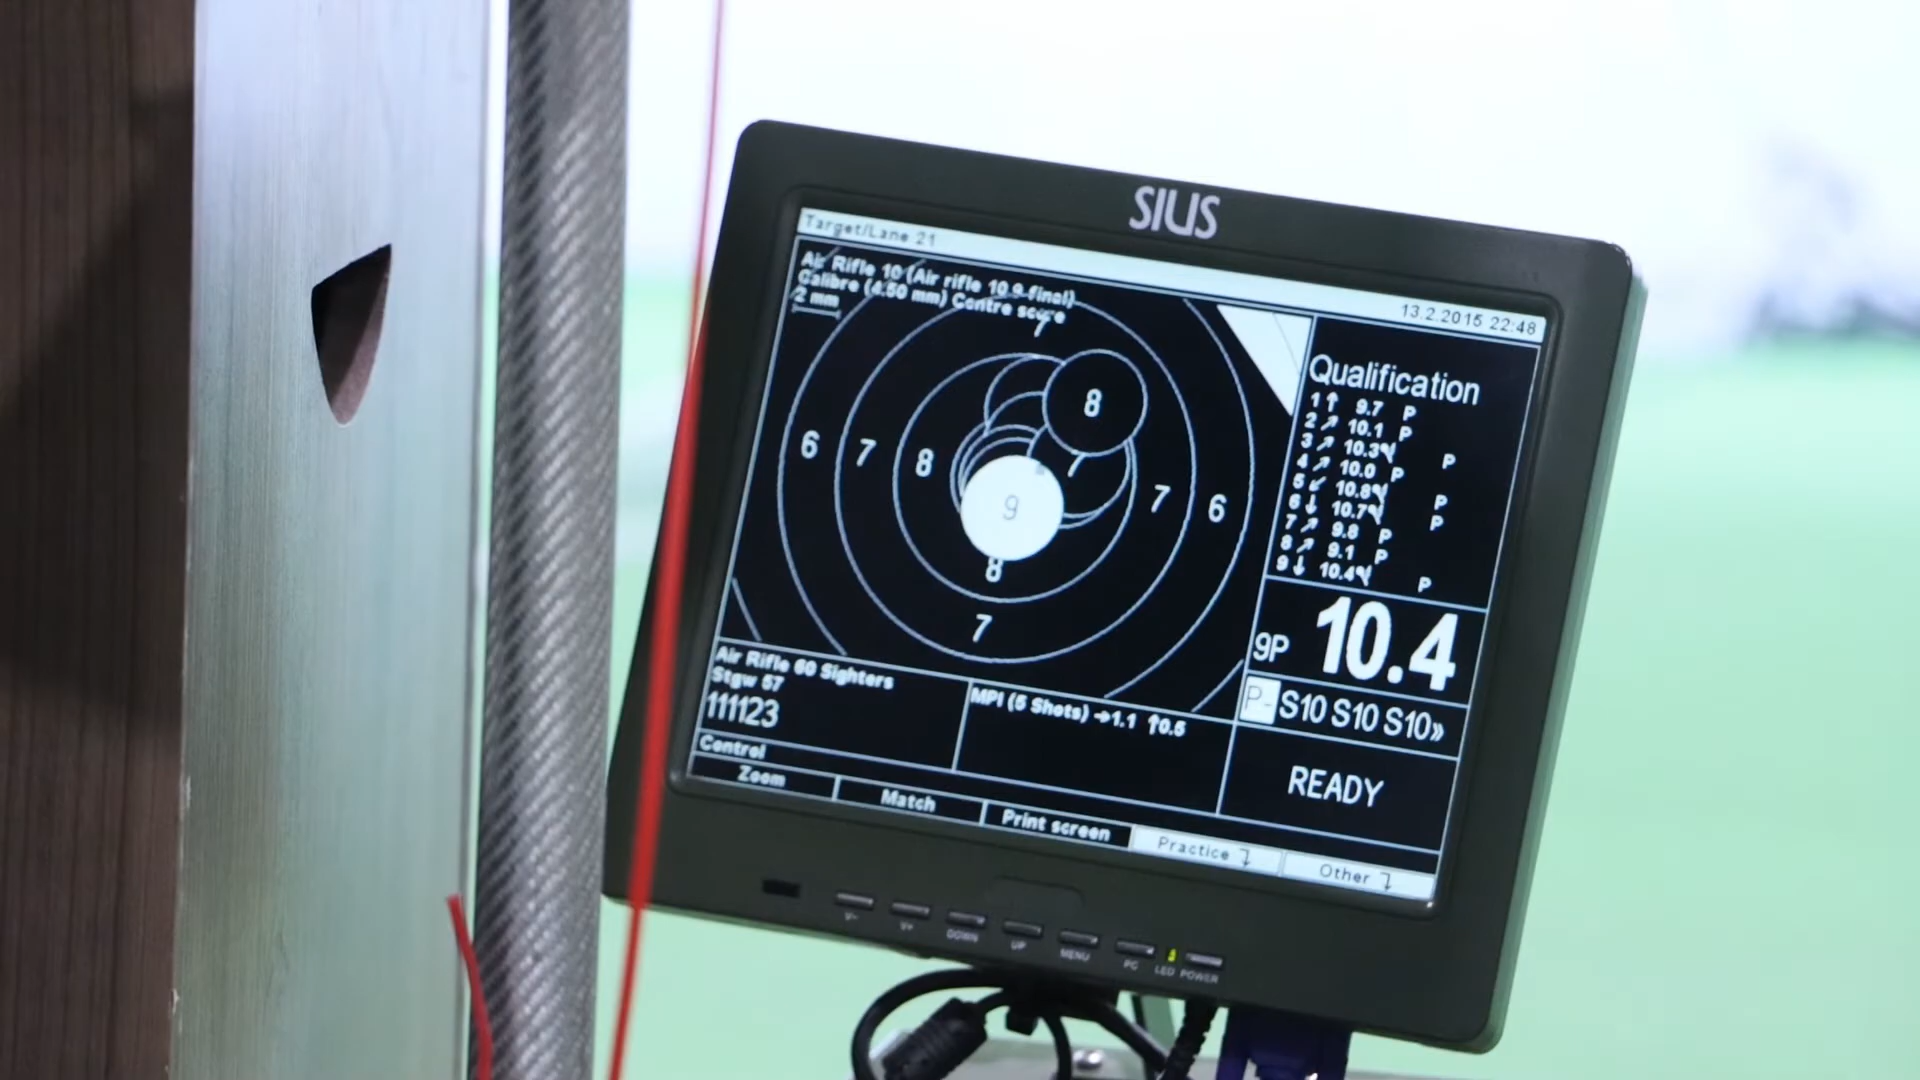 SIUS
Target/Lane 21
13.2.2015 22:48
Air Rifle 10 (Air rifle 10.9 final)
Calibre (4.50 mm) Centre score
2 mm
7
8
6 7 8
7 6
9
8
7
Qualification
1↑ 9.7 P
2↗ 10.1 P
3↗ 10.3 P
4↗ 10.0 P
5↙ 10.8 P
6↓ 10.7 P
7↗ 9.8 P
8↗ 9.1 P
9↓ 10.4 P
9P 10.4
P- S10 S10 S10»
READY
Air Rifle 60 Sighters
Stgw 57
111123
MPI (5 Shots) →1.1 ↑0.5
Control
Zoom
Match
Print screen
Practice
Other
V- V+ DOWN UP MENU PC LED POWER